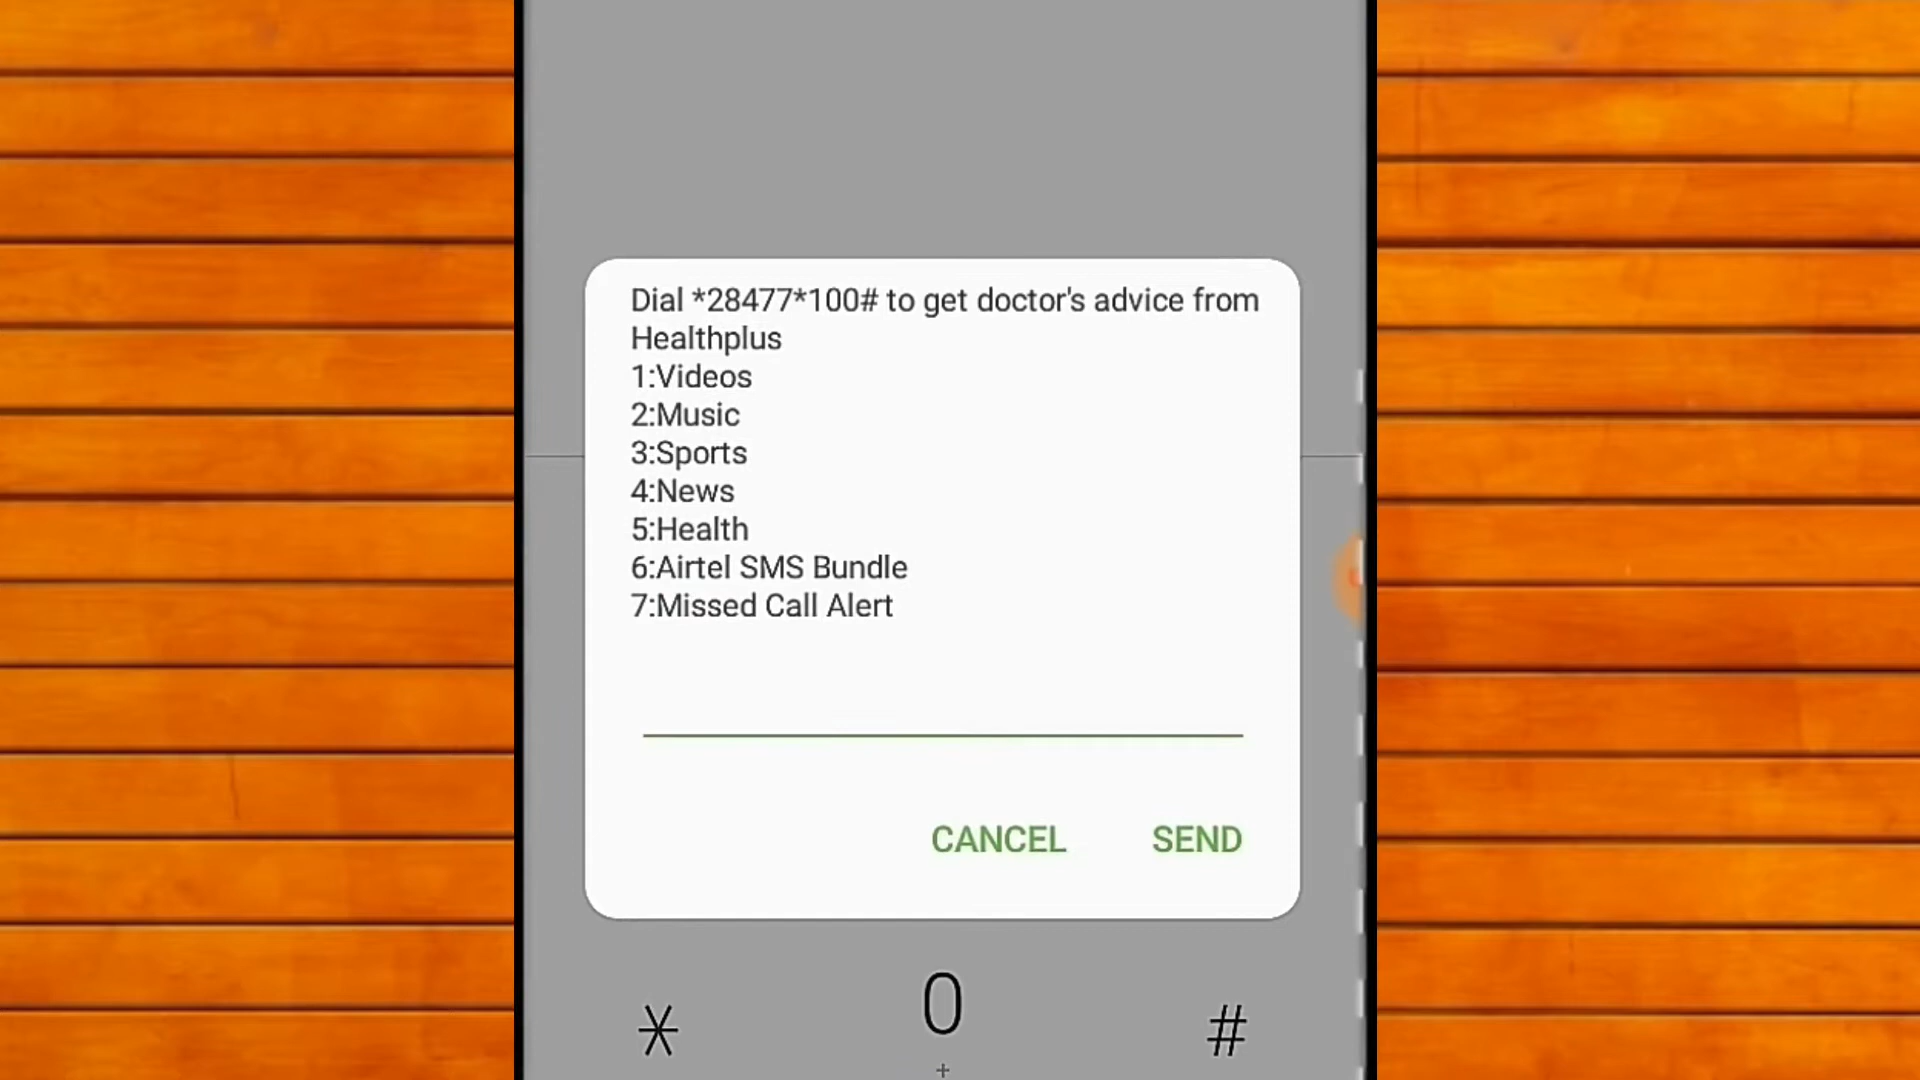 Dial *28477*100# to get doctor's advice from
Healthplus
1:Videos
2:Music
3:Sports
4:News
5:Health
6:Airtel SMS Bundle
7:Missed Call Alert
CANCEL SEND
* 0 #
+